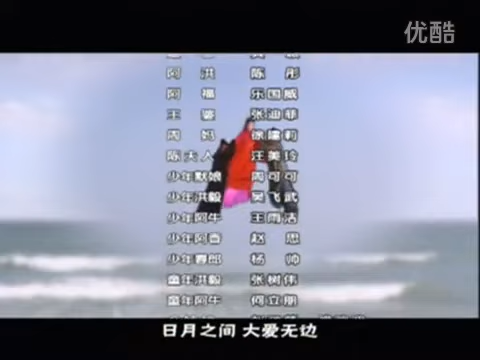 优酷
阿洪 陈彤
阿福 乐国威
王婆 张迪菲
周妈 徐隆莉
陈夫人 汪美玲
少年默娘 周可可
少年洪毅 吴飞武
少年阿牛 王雨洁
少年阿香 赵思
少年春郎 杨帅
童年洪毅 张树伟
童年阿牛 何立朋
日月之间 大爱无边